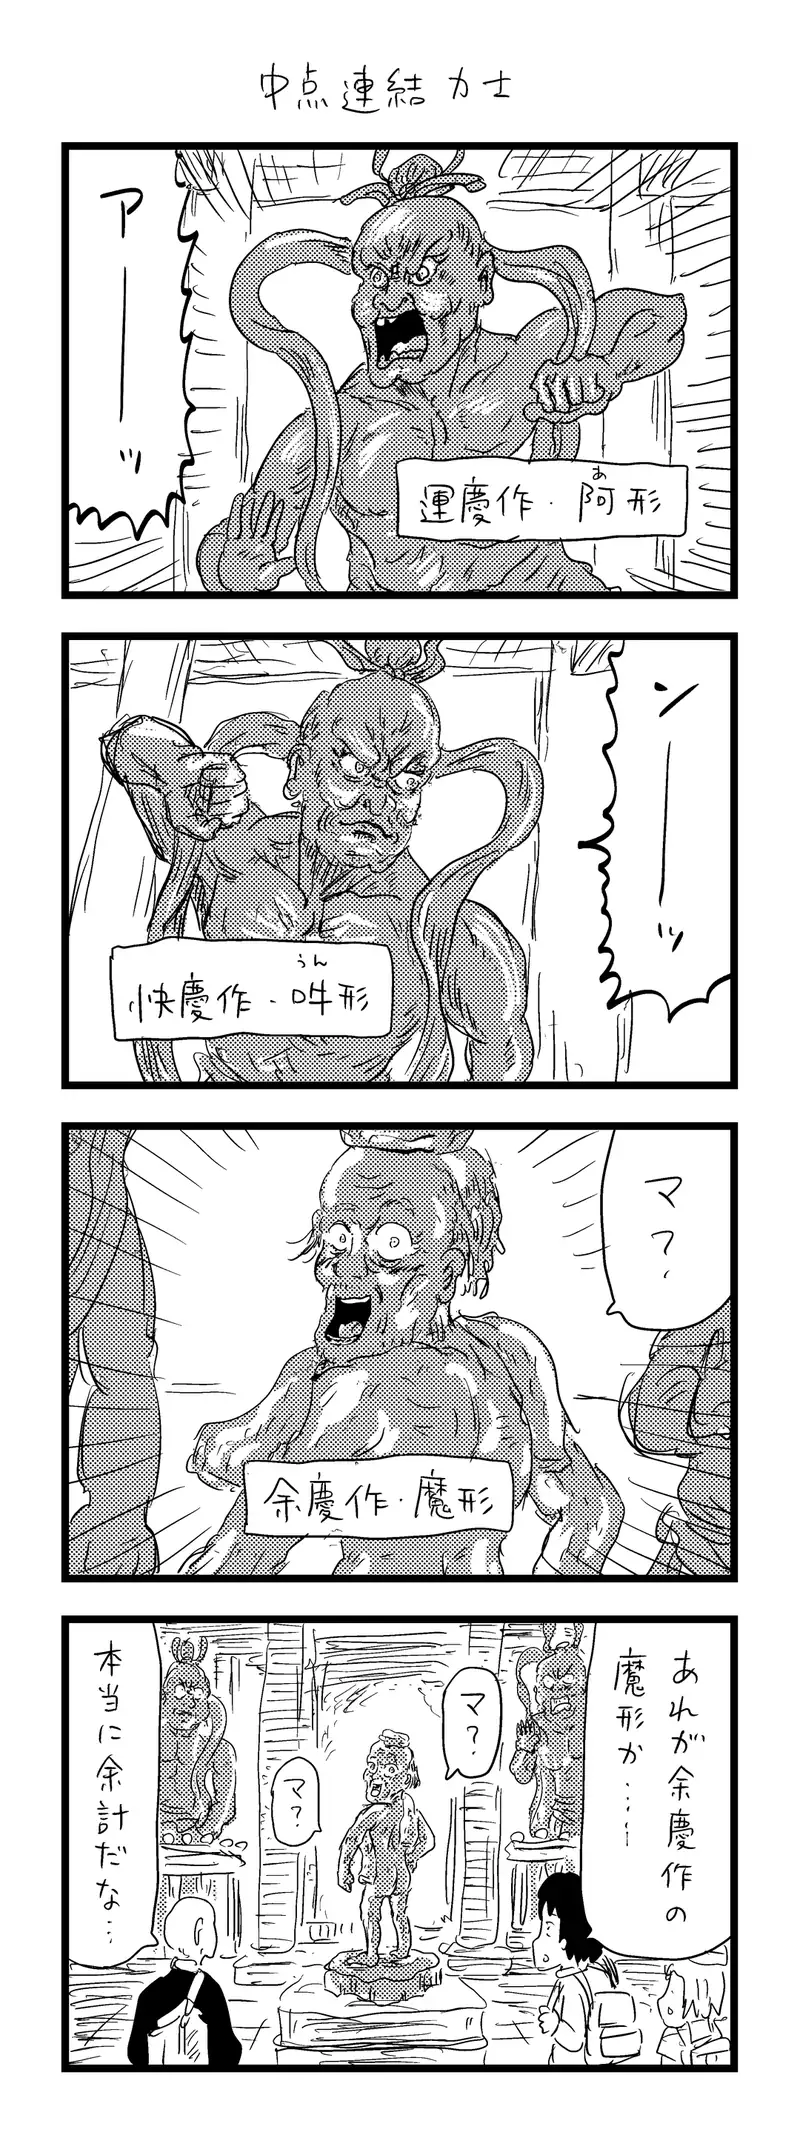 中点連結力士
アーーーッ
あ
運慶作・阿形
ンーーーッ
うん
快慶作・吽形
マ？
余慶作・魔形
あれが余慶作の
魔形か……
マ？
マ？
本当に余計だな…